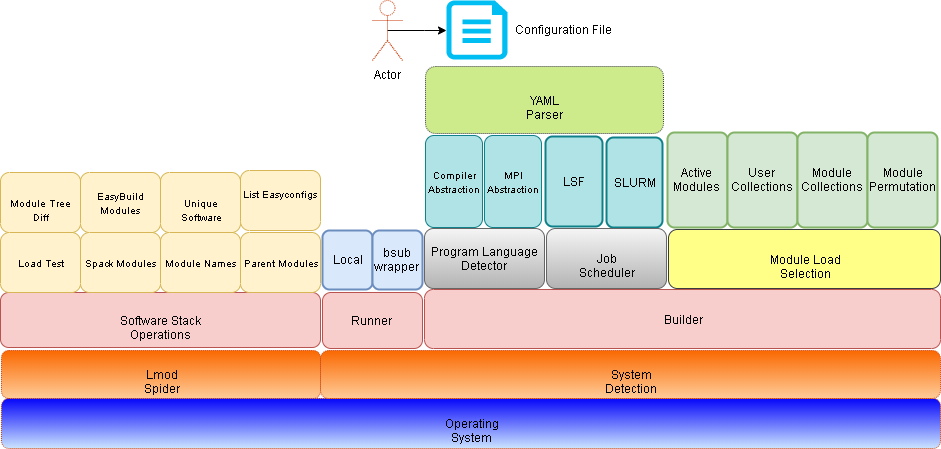 Configuration File
Actor
YAML
Parser
Compiler
Abstraction
MPI
Abstraction
LSF
SLURM
Active
Modules
User
Collections
Module
Collections
Module
Permutation
Module Tree
Diff
EasyBuild
Modules
Unique
Software
List Easyconfigs
Load Test
Spack Modules
Module Names
Parent Modules
Local
bsub
wrapper
Program Language
Detector
Job
Scheduler
Module Load
Selection
Software Stack
Operations
Runner
Builder
Lmod
Spider
System
Detection
Operating
System